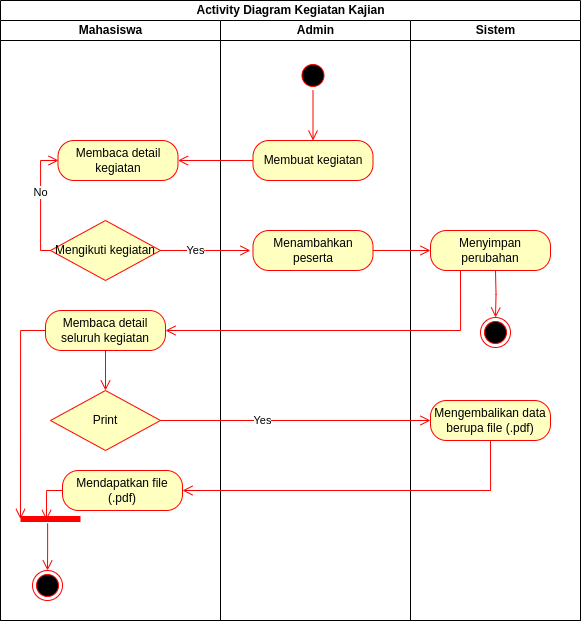 Activity Diagram Kegiatan Kajian
Mahasiswa
Admin
Sistem
Membaca detail
kegiatan
Membuat kegiatan
No
Mengikuti kegiatan
Yes
Menambahkan
peserta
Menyimpan
perubahan
Membaca detail
seluruh kegiatan
Print
Yes
Mengembalikan data
berupa file (.pdf)
Mendapatkan file
(.pdf)